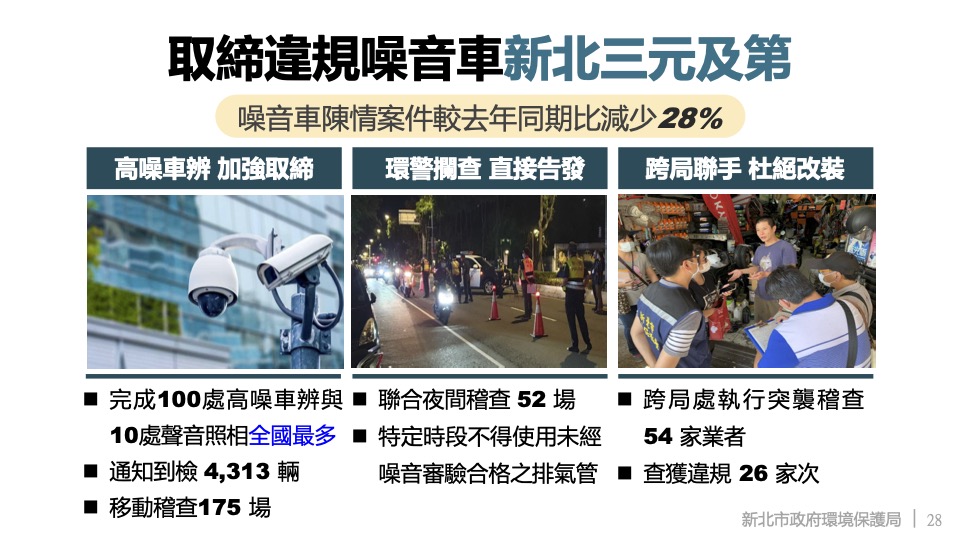 取締違規噪音車新北三元及第
噪音車陳情案件較去年同期比減少28%
高噪車辨 加強取締
環警攔查 直接告發
跨局聯手 杜絕改裝
■ 完成100處高噪車辨與
10處聲音照相全國最多
■ 通知到檢 4,313 輛
■ 移動稽查175 場
■ 聯合夜間稽查 52 場
■ 特定時段不得使用未經
噪音審驗合格之排氣管
■ 跨局處執行突襲稽查
54 家業者
■ 查獲違規 26 家次
新北市政府環境保護局 | 28